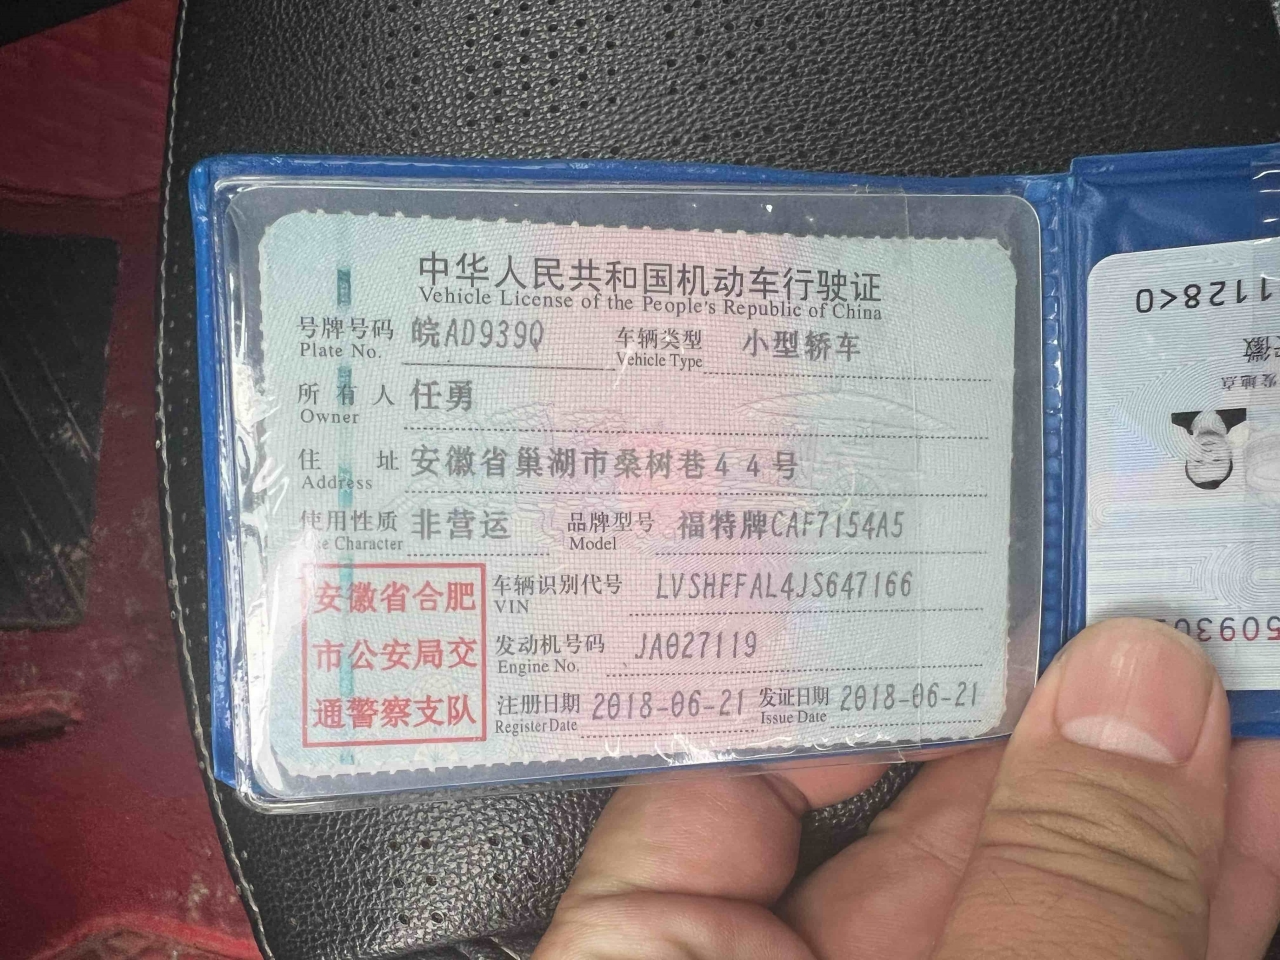 中华人民共和国机动车行驶证
Vehicle License of the People's Republic of China
号牌号码 皖AD939Q 车辆类型 小型轿车
Plate No. Vehicle Type
所有人 任勇
Owner
住址 安徽省巢湖市桑树巷44号
Address
使用性质 非营运 品牌型号 福特牌CAF7154A5
Character Model
安徽省合肥
市公安局交
通警察支队
车辆识别代号 LVSHFFAL4JS647166
VIN
发动机号码 JA027119
Engine No.
注册日期 2018-06-21 发证日期 2018-06-21
Register Date Issue Date
1128<0
徽
发地点